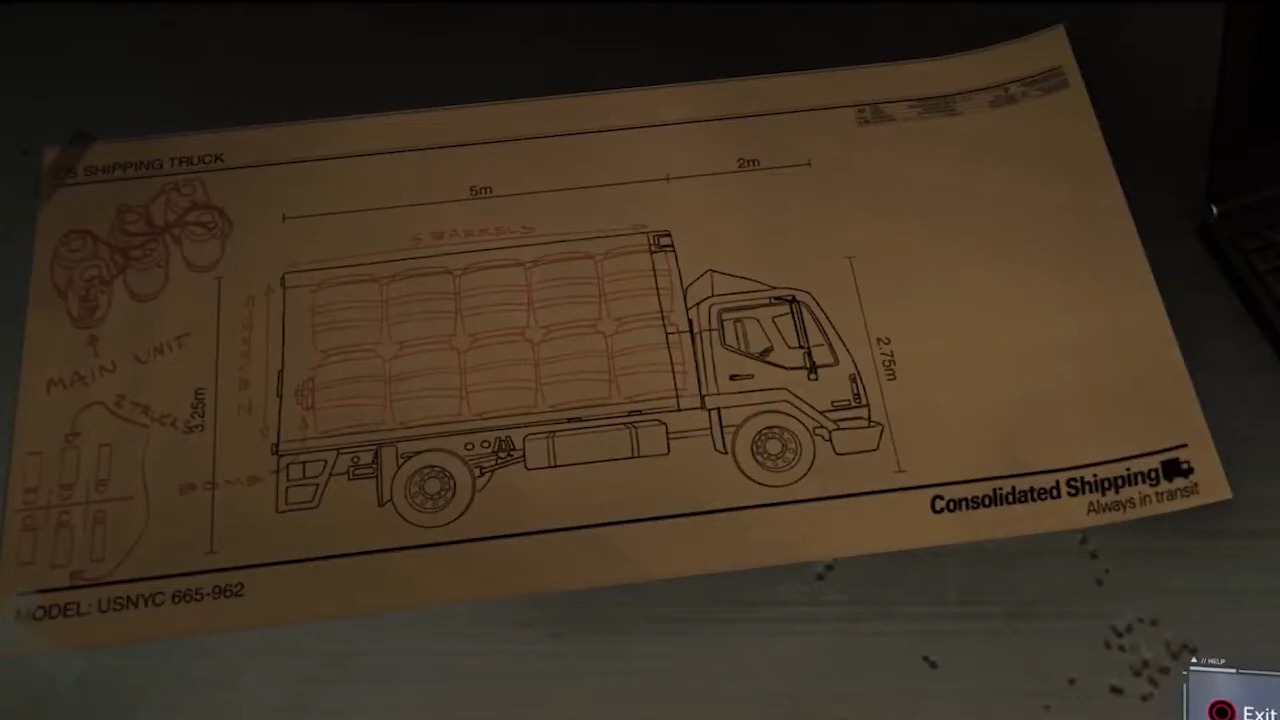 SHIPPING TRUCK
5m
2m
5 BARRELS
2 BARRELS
MAIN UNIT
3.25m
2.75m
Consolidated Shipping
Always in transit
MODEL: USNYC 665-962
// HELP
Exit